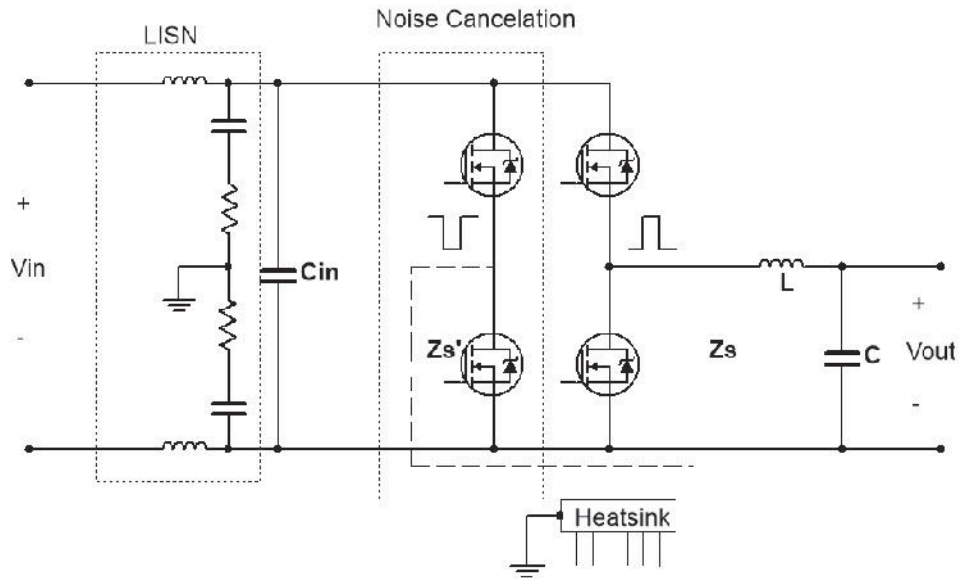 Noise Cancelation
LISN
+
Vin
-
Cin
Zs'
Zs
L
C
+
Vout
-
Heatsink